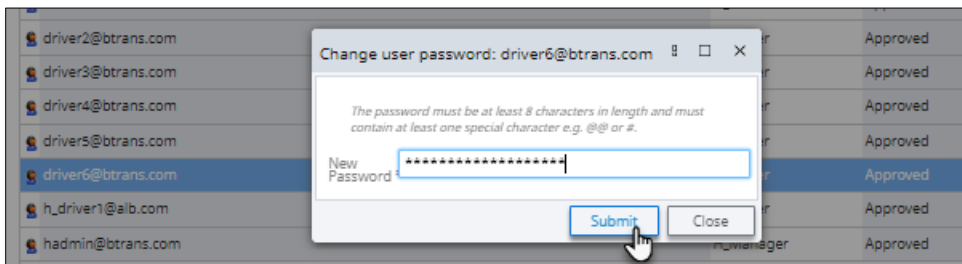 driver2@btrans.com
Approved
Change user password: driver6@btrans.com
driver3@btrans.com
Approved
The password must be at least 8 characters in length and must
contain at least one special character e.g. @@ or #.
driver4@btrans.com
Approved
driver5@btrans.com
Approved
New
Password *
*******************
driver6@btrans.com
Approved
h_driver1@alb.com
Submit
Close
Approved
hadmin@btrans.com
H_Manager
Approved